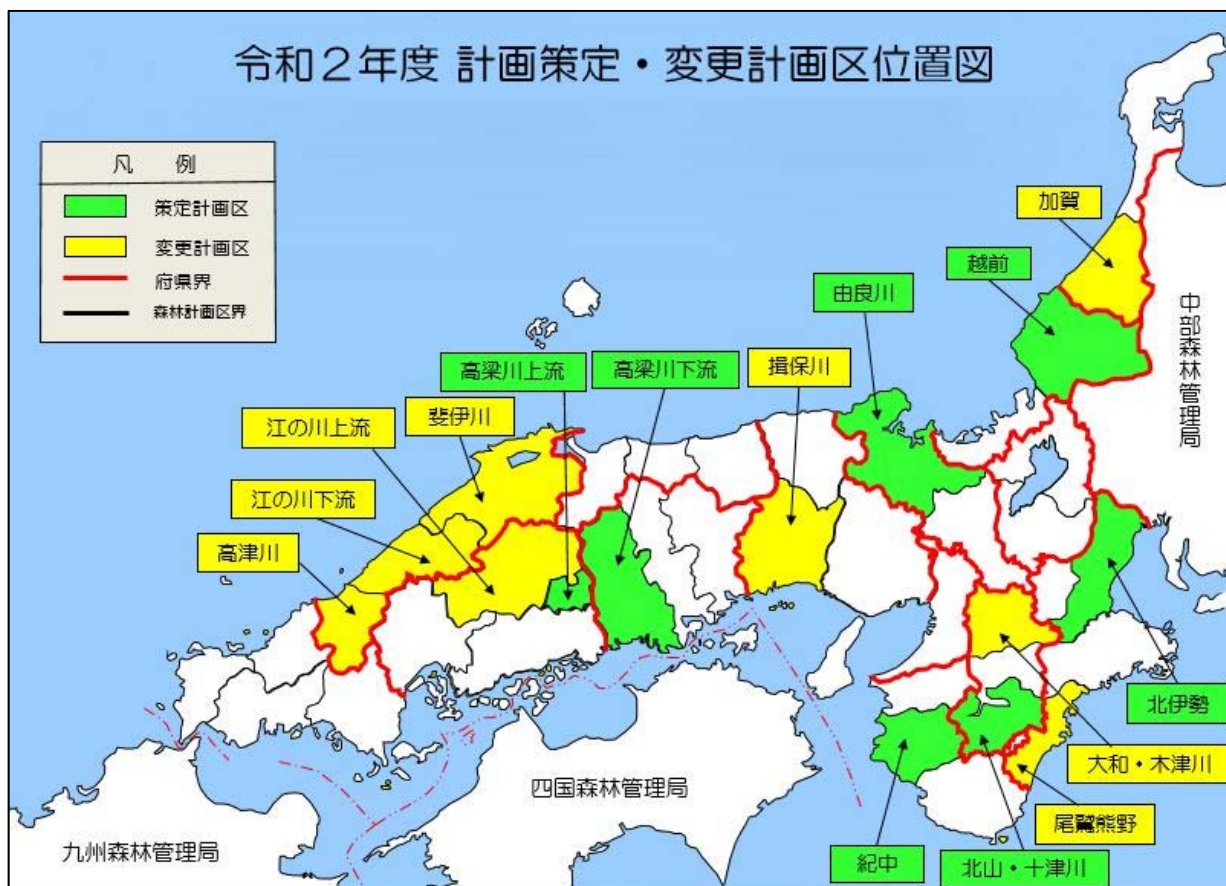 令和２年度 計画策定・変更計画区位置図
凡 例
策定計画区
変更計画区
府県界
森林計画区界
加賀
越前
由良川
高梁川上流
高梁川下流
揖保川
斐伊川
江の川上流
江の川下流
高津川
中部森林管理局
北伊勢
大和・木津川
尾鷲熊野
北山・十津川
紀中
四国森林管理局
九州森林管理局